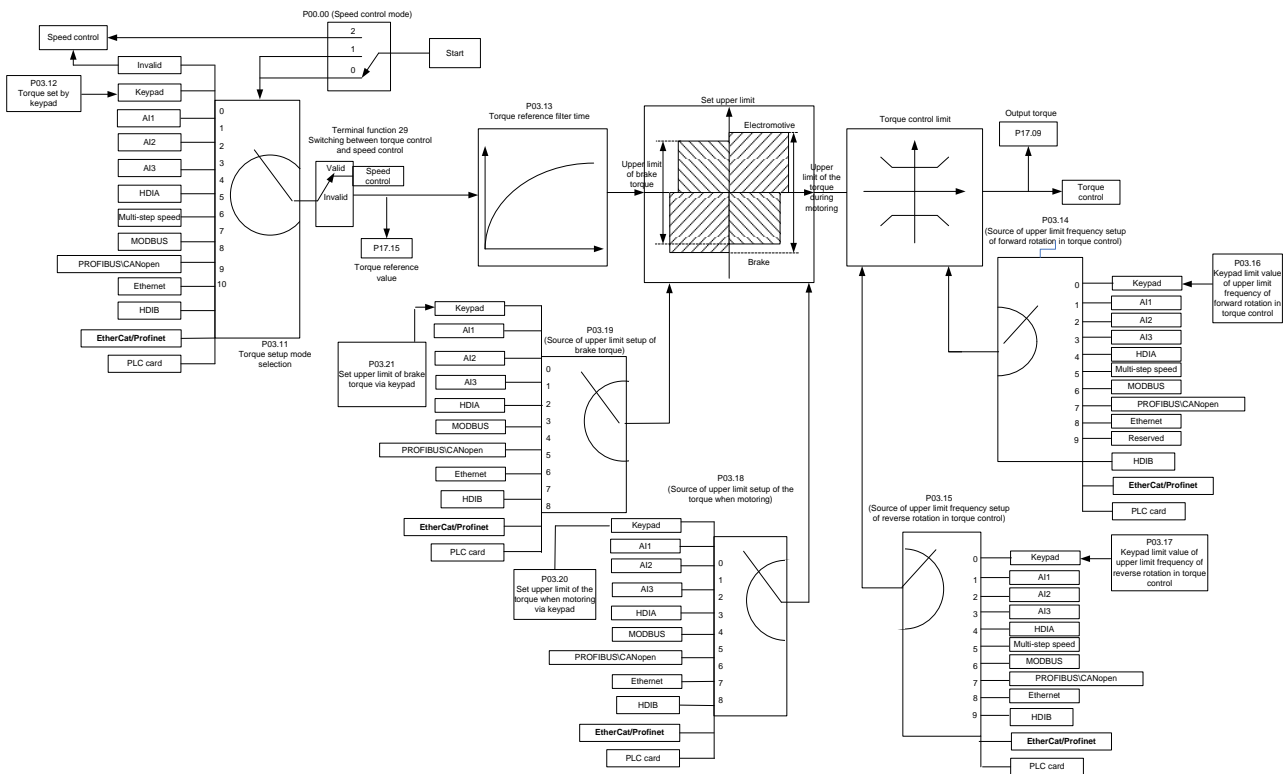 P00.00 (Speed control mode)
2
1
0
Start
Speed control
Invalid
P03.12
Torque set by
keypad
Keypad
AI1
AI2
AI3
HDIA
Multi-step speed
MODBUS
PROFIBUS\CANopen
Ethernet
HDIB
EtherCat/Profinet
PLC card
0
1
2
3
4
5
6
7
8
9
10
P03.11
Torque setup mode
selection
Terminal function 29
Switching between torque control
and speed control
Valid
Speed
control
Invalid
P17.15
Torque reference
value
P03.13
Torque reference filter time
Set upper limit
Electromotive
Upper limit
of brake
torque
Upper
limit of the
torque
during
motoring
Brake
Torque control limit
Output torque
P17.09
Torque
control
P03.14
(Source of upper limit frequency setup
of forward rotation in torque control)
P03.16
Keypad limit value
of upper limit
frequency of
forward rotation in
torque control
0
1
2
3
4
5
6
7
8
9
Keypad
AI1
AI2
AI3
HDIA
Multi-step speed
MODBUS
PROFIBUS\CANopen
Ethernet
Reserved
HDIB
EtherCat/Profinet
PLC card
P03.19
(Source of upper limit setup of
brake torque)
P03.21
Set upper limit of brake
torque via keypad
Keypad
AI1
AI2
AI3
HDIA
MODBUS
PROFIBUS\CANopen
Ethernet
HDIB
EtherCat/Profinet
PLC card
0
1
2
3
4
5
6
7
8
P03.18
(Source of upper limit setup of the
torque when motoring)
P03.20
Set upper limit of the
torque when motoring
via keypad
Keypad
AI1
AI2
AI3
HDIA
MODBUS
PROFIBUS\CANopen
Ethernet
HDIB
EtherCat/Profinet
PLC card
0
1
2
3
4
5
6
7
8
P03.15
(Source of upper limit frequency setup
of reverse rotation in torque control)
P03.17
Keypad limit value of
upper limit frequency of
reverse rotation in torque
control
0
1
2
3
4
5
6
7
8
9
Keypad
AI1
AI2
AI3
HDIA
Multi-step speed
MODBUS
PROFIBUS\CANopen
Ethernet
HDIB
EtherCat/Profinet
PLC card